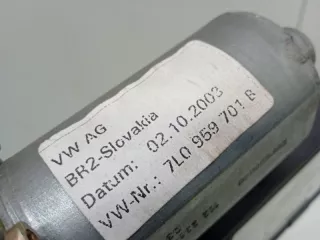 VW AG
BR2-Slovakia
Datum: 02.10.2003
VW-Nr.: 7L0 959 701 B